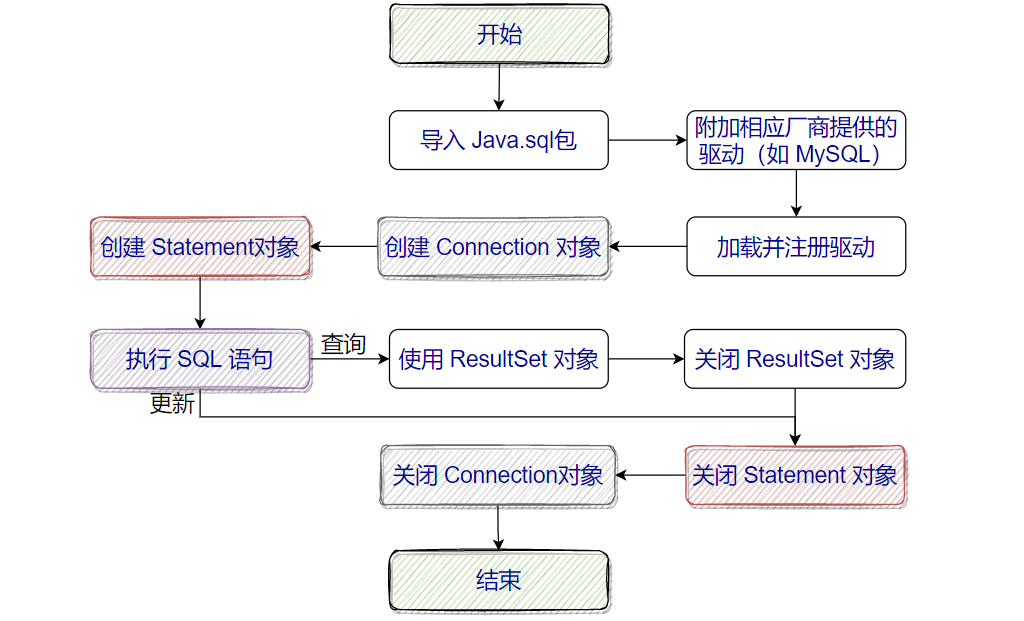 开始
导入 Java.sql包
附加相应厂商提供的
驱动（如 MySQL）
加载并注册驱动
创建 Connection 对象
创建 Statement对象
执行 SQL 语句
查询
使用 ResultSet 对象
关闭 ResultSet 对象
更新
关闭 Statement 对象
关闭 Connection对象
结束